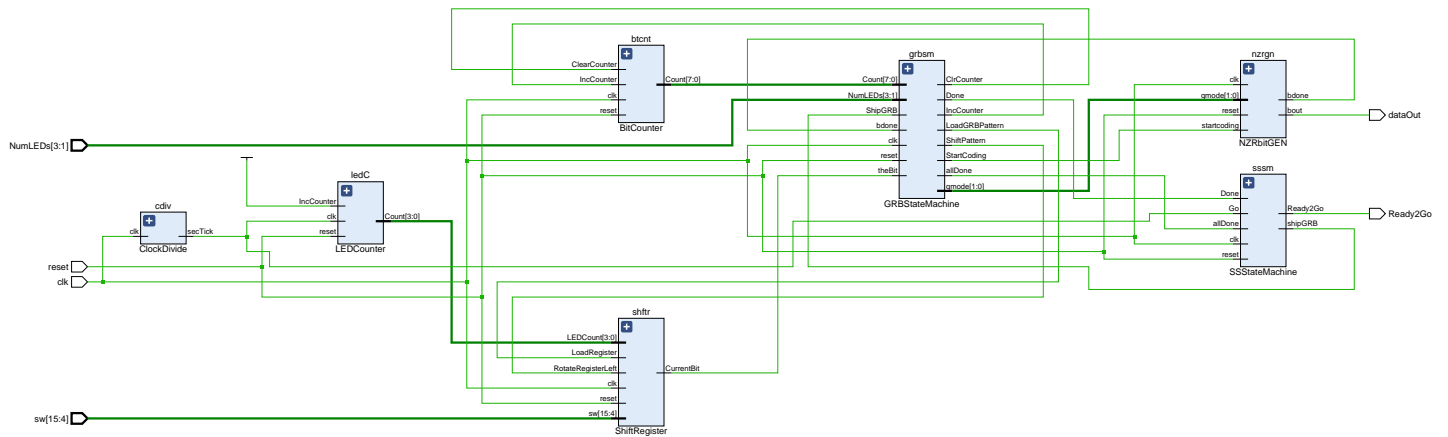 btcnt
ClearCounter
IncCounter
clk
reset
Count[7:0]
BitCounter
grbsm
Count[7:0]
NumLEDs[3:1]
ShipGRB
bdone
clk
reset
theBit
ClrCounter
Done
IncCounter
LoadGRBPattern
ShiftPattern
StartCoding
allDone
qmode[1:0]
GRBStateMachine
nzrgn
clk
qmode[1:0]
reset
startcoding
bdone
bout
NZRbitGEN
dataOut
NumLEDs[3:1]
ledC
IncCounter
clk
reset
Count[3:0]
LEDCounter
cdiv
clk
secTick
ClockDivide
sssm
Done
Go
allDone
clk
reset
Ready2Go
shipGRB
SSStateMachine
Ready2Go
reset
clk
shftr
LEDCount[3:0]
LoadRegister
RotateRegisterLeft
clk
reset
sw[15:4]
CurrentBit
ShiftRegister
sw[15:4]